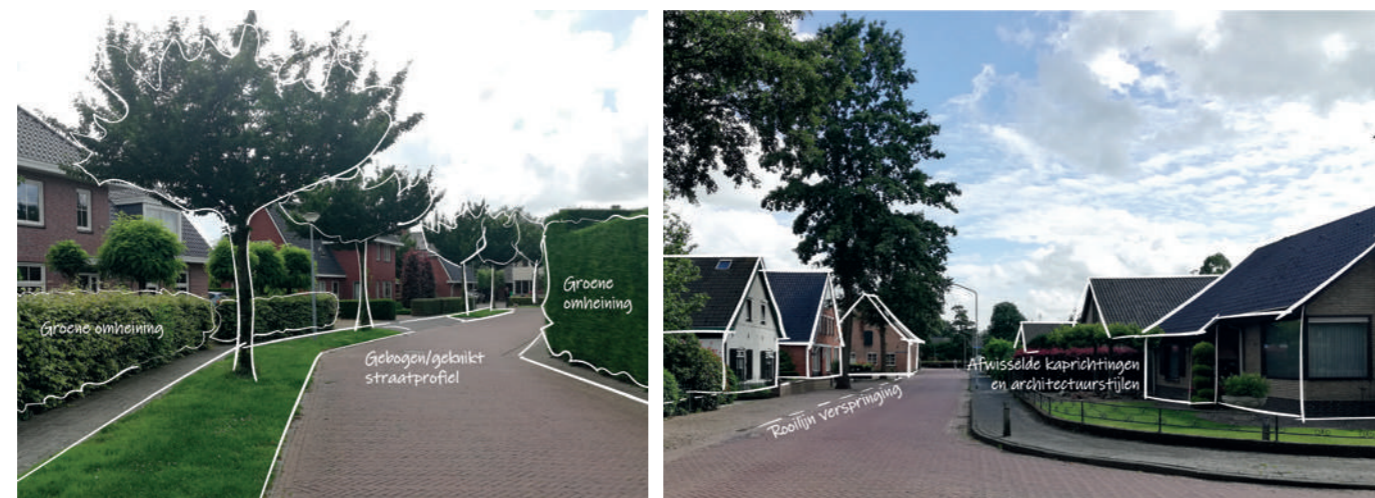 Groene omheining
Gebogen/geknikt
straatprofiel
Groene
omheining
Rooilijn verspringing
Afwisselde kaprichtingen
en architectuurstijlen